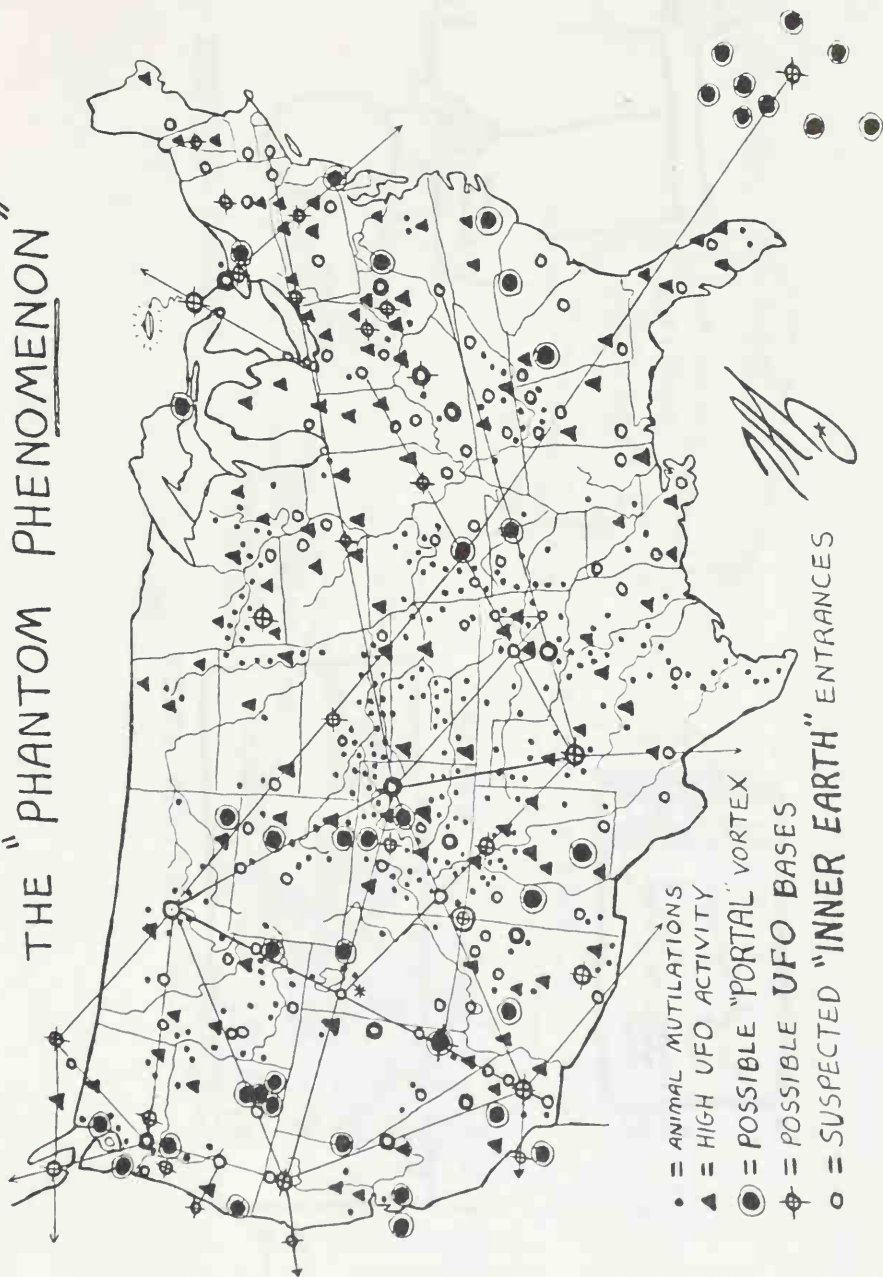 THE "PHANTOM PHENOMENON"
• = ANIMAL MUTILATIONS
▲ = HIGH UFO ACTIVITY
= POSSIBLE "PORTAL" VORTEX
= POSSIBLE UFO BASES
o = SUSPECTED "INNER EARTH" ENTRANCES